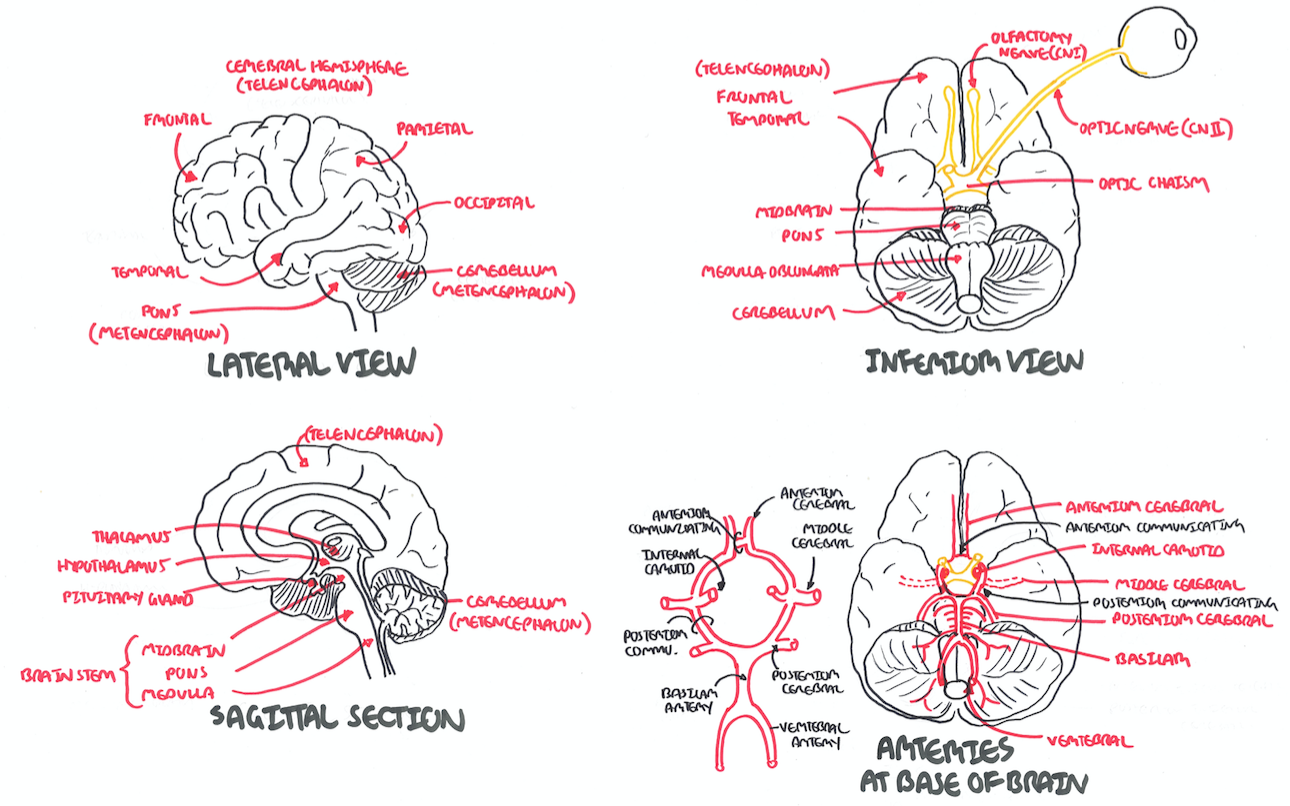 CEREBRAL HEMISPHERE
(TELENCEPHALON)
FRONTAL
PARIETAL
OCCIPITAL
TEMPORAL
CEREBELLUM
(METENCEPHALON)
PONS
(METENCEPHALON)
LATERAL VIEW
OLFACTORY
NERVE (CNI)
(TELENCEPHALON)
FRONTAL
TEMPORAL
OPTIC NERVE (CN II)
OPTIC CHAISM
MIDBRAIN
PONS
MEDULLA OBLONGATA
CEREBELLUM
INFERIOR VIEW
(TELENCEPHALON)
THALAMUS
HYPOTHALAMUS
PITUITARY GLAND
CEREBELLUM
(METENCEPHALON)
BRAIN STEM
MIDBRAIN
PONS
MEDULLA
SAGITTAL SECTION
ANTERIOR
CEREBRAL
ANTERIOR
COMMUNICATING
MIDDLE
CEREBRAL
INTERNAL
CAROTID
POSTERIOR
COMMU.
POSTERIOR
CEREBRAL
BASILAR
ARTERY
VERTEBRAL
ARTERY
ANTERIOR CEREBRAL
ANTERIOR COMMUNICATING
INTERNAL CAROTID
MIDDLE CEREBRAL
POSTERIOR COMMUNICATING
POSTERIOR CEREBRAL
BASILAR
VERTEBRAL
ARTERIES
AT BASE OF BRAIN